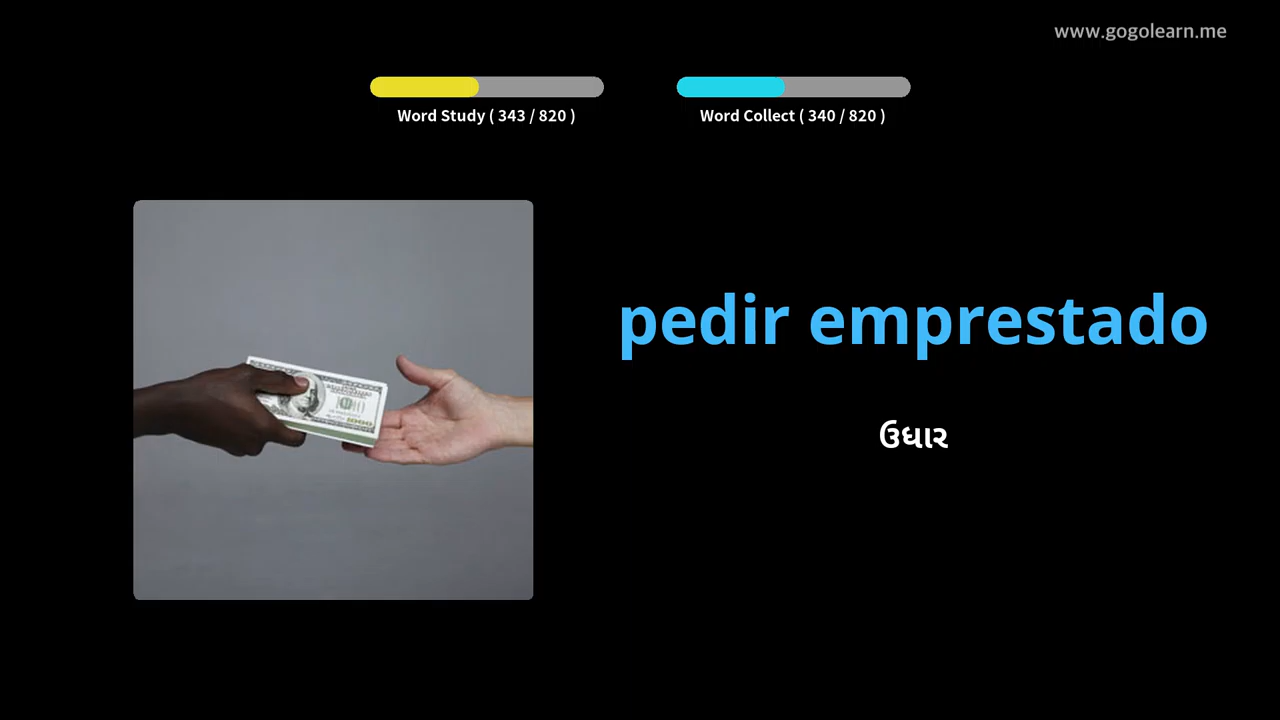 www.gogolearn.me
Word Study ( 343 / 820 )
Word Collect ( 340 / 820 )
pedir emprestado
ઉધાર